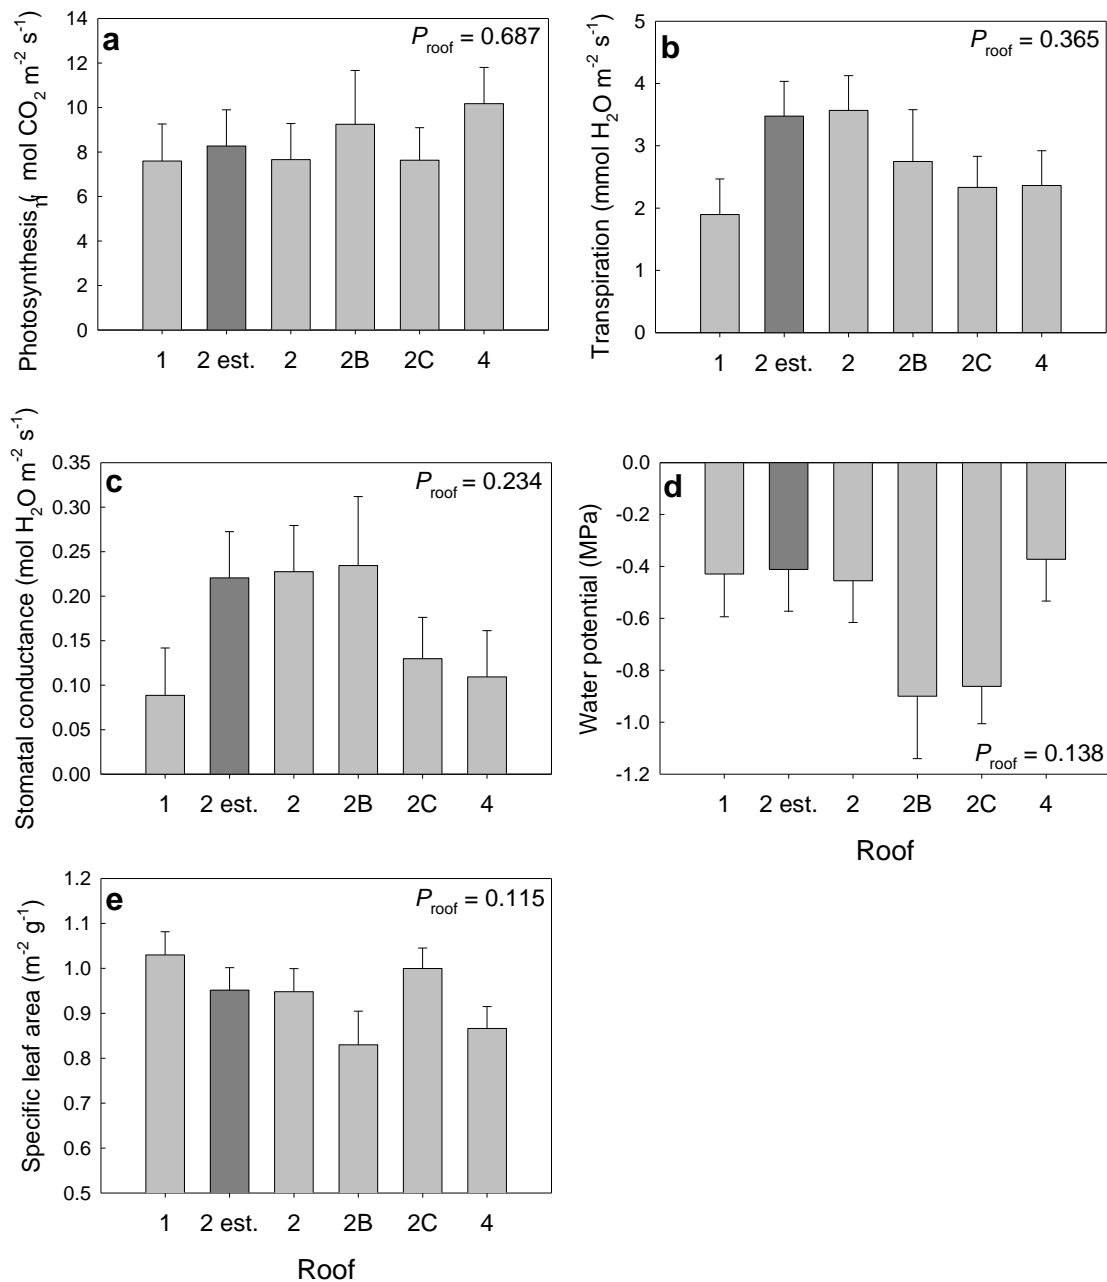 a
P_roof = 0.687
Photosynthesis ( mol CO₂ m⁻² s⁻¹)
14
12
10
8
6
4
2
0
1 2 est. 2 2B 2C 4
b
P_roof = 0.365
Transpiration (mmol H₂O m⁻² s⁻¹)
5
4
3
2
1
0
1 2 est. 2 2B 2C 4
c
P_roof = 0.234
Stomatal conductance (mol H₂O m⁻² s⁻¹)
0.35
0.30
0.25
0.20
0.15
0.10
0.05
0.00
1 2 est. 2 2B 2C 4
d
P_roof = 0.138
Water potential (MPa)
0.0
-0.2
-0.4
-0.6
-0.8
-1.0
-1.2
1 2 est. 2 2B 2C 4
Roof
e
P_roof = 0.115
Specific leaf area (m⁻² g⁻¹)
1.2
1.1
1.0
0.9
0.8
0.7
0.6
0.5
1 2 est. 2 2B 2C 4
Roof